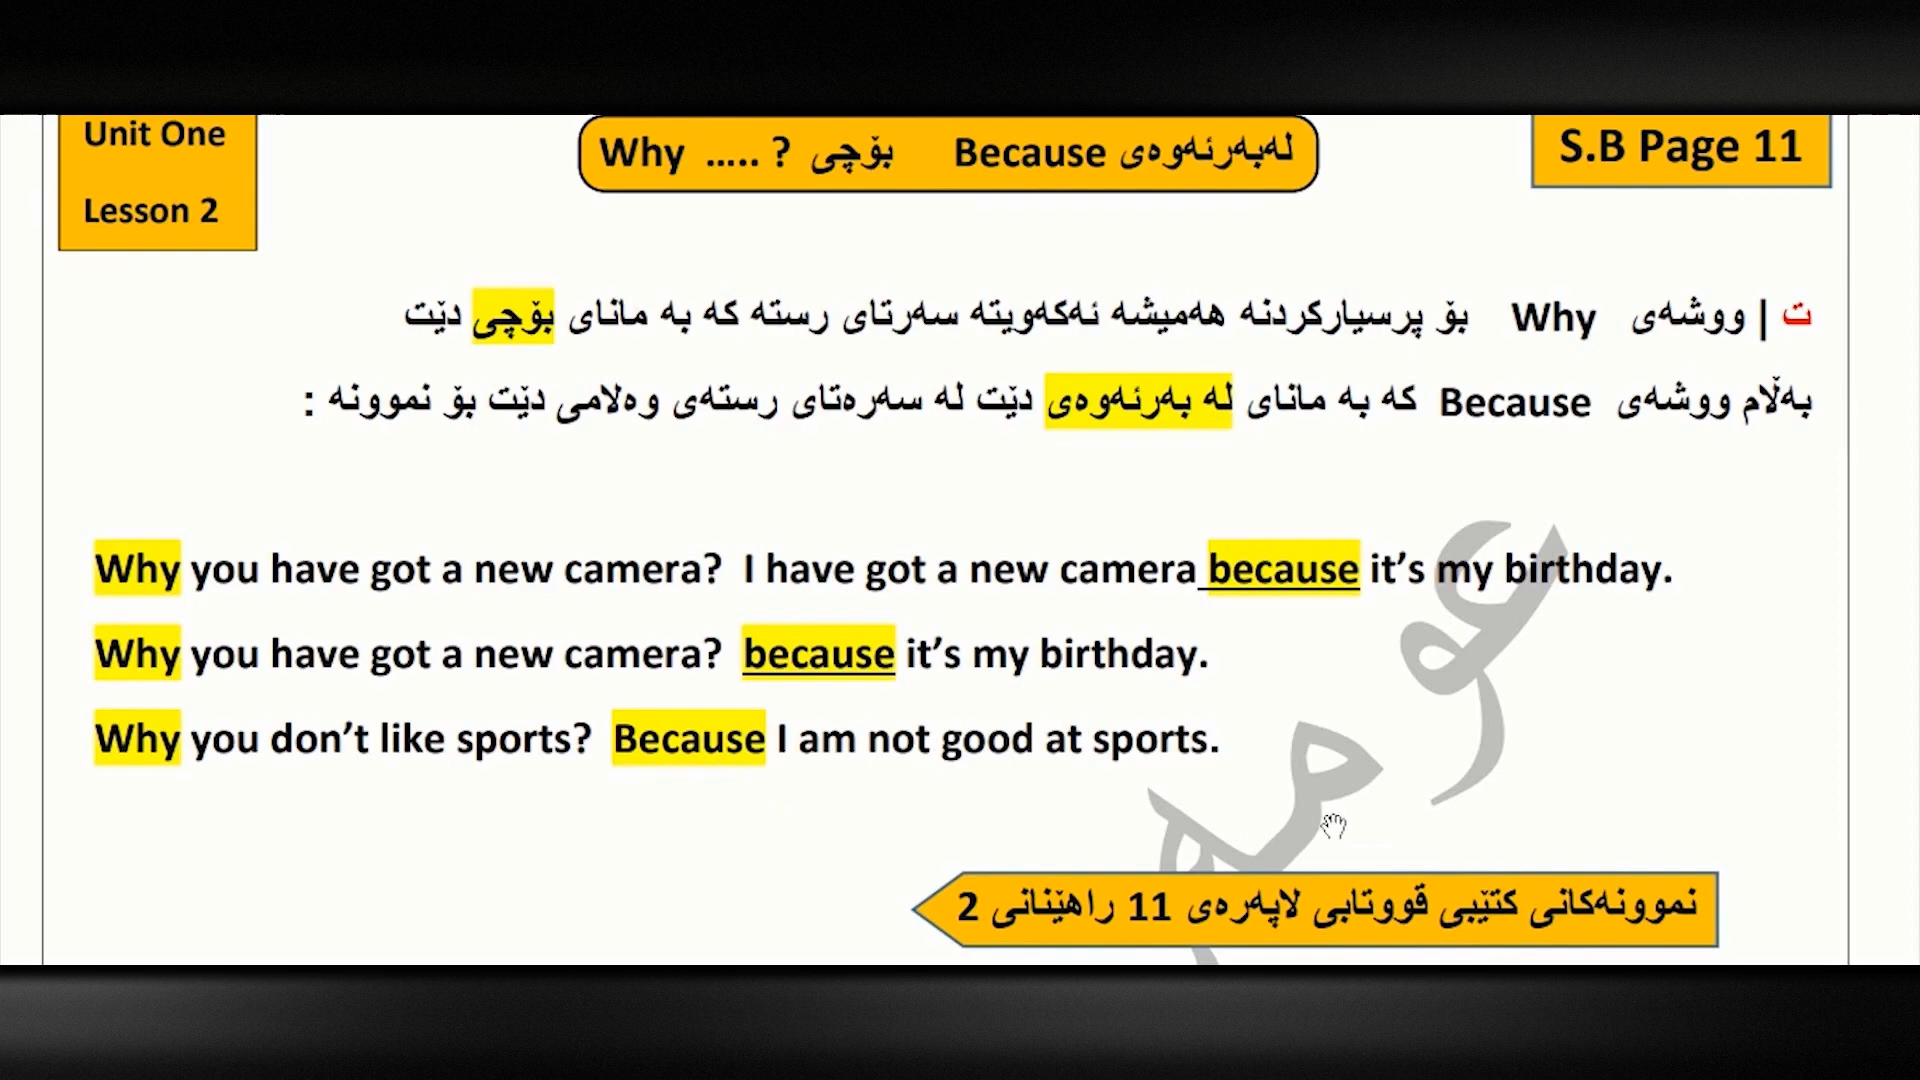 Unit One
Lesson 2
Why ..... ? بۆچی Because لەبەرئەوەی
S.B Page 11
ت | ووشەی Why بۆ پرسیارکردنە هەمیشە ئەکەویتە سەرتای رستە کە بە مانای بۆچی دێت
بەڵام ووشەی Because کە بە مانای لە بەرئەوەی دێت لە سەرەتای رستەی وەلامی دێت بۆ نموونە :
Why you have got a new camera? I have got a new camera because it’s my birthday.
Why you have got a new camera? because it’s my birthday.
Why you don’t like sports? Because I am not good at sports.
نموونەکانی کتێبی قووتابی لاپەرەی 11 راهێنانی 2